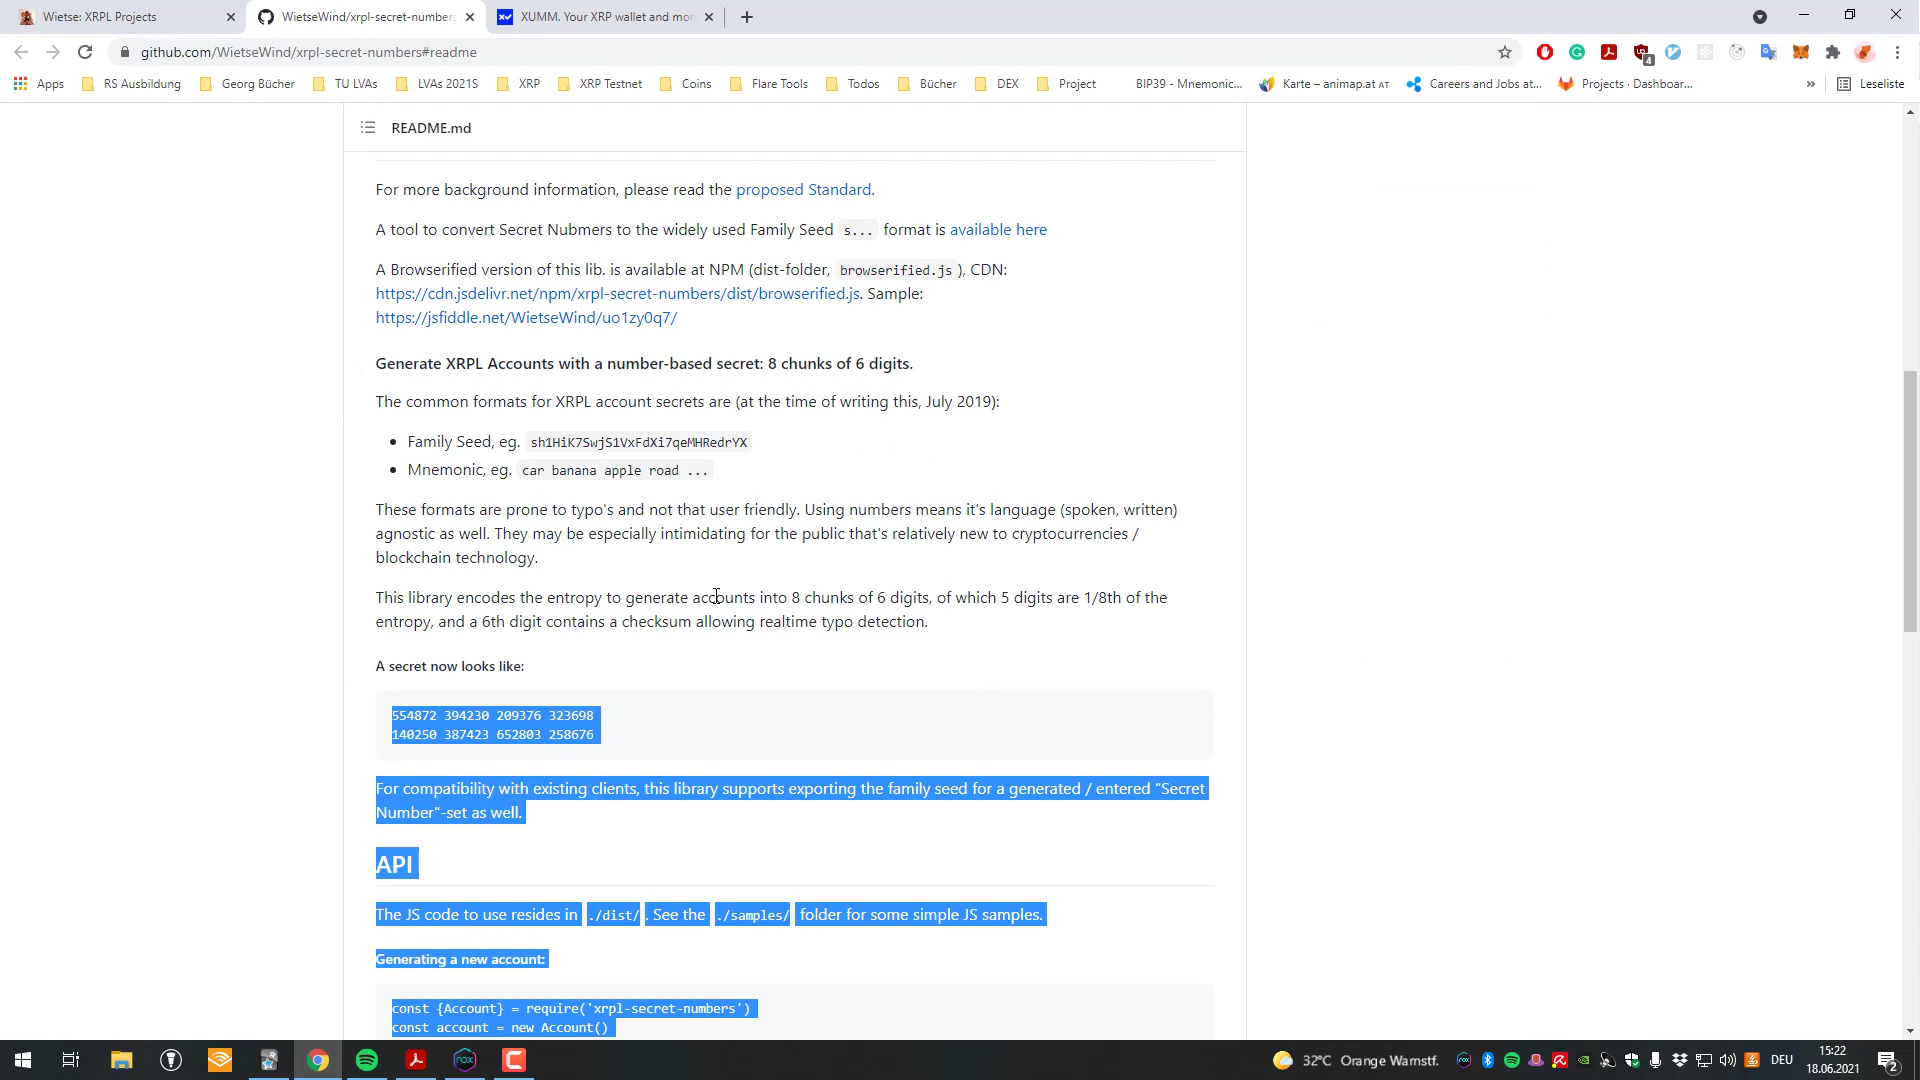 Wietse: XRPL Projects
WietseWind/xrpl-secret-numbers
XUMM. Your XRP wallet and mor
github.com/WietseWind/xrpl-secret-numbers#readme
4
Apps
RS Ausbildung
Georg Bücher
TU LVAs
LVAs 2021S
XRP
XRP Testnet
Coins
Flare Tools
Todos
Bücher
DEX
Project
BIP39 - Mnemonic...
Karte – animap.at AT
Careers and Jobs at...
Projects · Dashboar...
»
Leseliste
README.md
For more background information, please read the proposed Standard.
A tool to convert Secret Nubmers to the widely used Family Seed s... format is available here
A Browserified version of this lib. is available at NPM (dist-folder, browserified.js ), CDN:
https://cdn.jsdelivr.net/npm/xrpl-secret-numbers/dist/browserified.js. Sample:
https://jsfiddle.net/WietseWind/uo1zy0q7/
Generate XRPL Accounts with a number-based secret: 8 chunks of 6 digits.
The common formats for XRPL account secrets are (at the time of writing this, July 2019):
• Family Seed, eg. sh1HiK7SwjS1VxFdXi7qeMHRedrYX
• Mnemonic, eg. car banana apple road ...
These formats are prone to typo's and not that user friendly. Using numbers means it's language (spoken, written)
agnostic as well. They may be especially intimidating for the public that's relatively new to cryptocurrencies /
blockchain technology.
This library encodes the entropy to generate accounts into 8 chunks of 6 digits, of which 5 digits are 1/8th of the
entropy, and a 6th digit contains a checksum allowing realtime typo detection.
A secret now looks like:
554872 394230 209376 323698
140250 387423 652803 258676
For compatibility with existing clients, this library supports exporting the family seed for a generated / entered "Secret
Number"-set as well.
API
The JS code to use resides in ./dist/ . See the ./samples/ folder for some simple JS samples.
Generating a new account:
const {Account} = require('xrpl-secret-numbers')
const account = new Account()
32°C Orange Warnstf.
DEU
15:22
18.06.2021
2